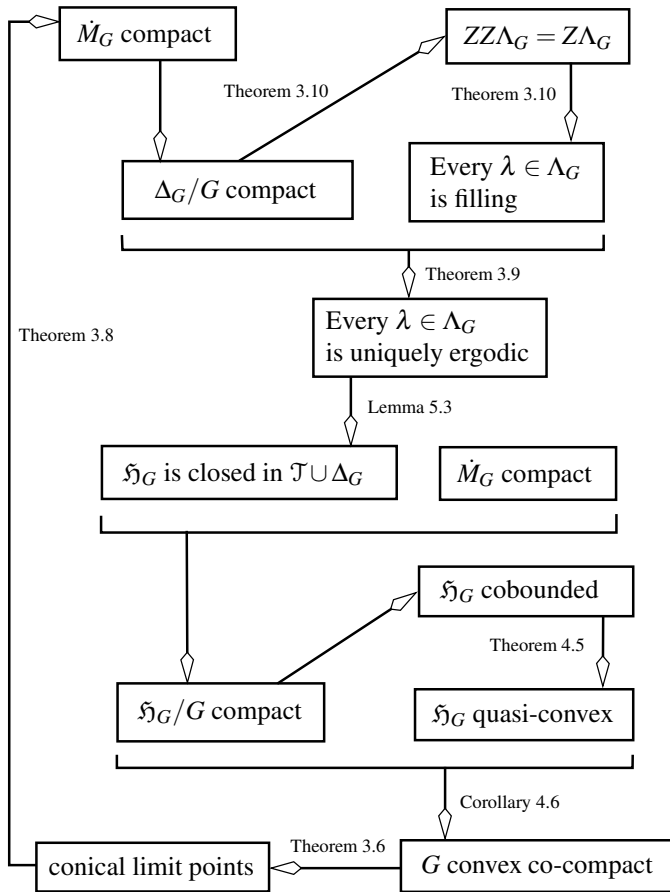 Ṁ_G compact
ZZΛ_G = ZΛ_G
Theorem 3.10
Theorem 3.10
Δ_G/G compact
Every λ ∈ Λ_G
is filling
Theorem 3.9
Every λ ∈ Λ_G
is uniquely ergodic
Theorem 3.8
Lemma 5.3
ℌ_G is closed in 𝒯 ∪ Δ_G
Ṁ_G compact
ℌ_G cobounded
Theorem 4.5
ℌ_G/G compact
ℌ_G quasi-convex
Corollary 4.6
Theorem 3.6
conical limit points
G convex co-compact